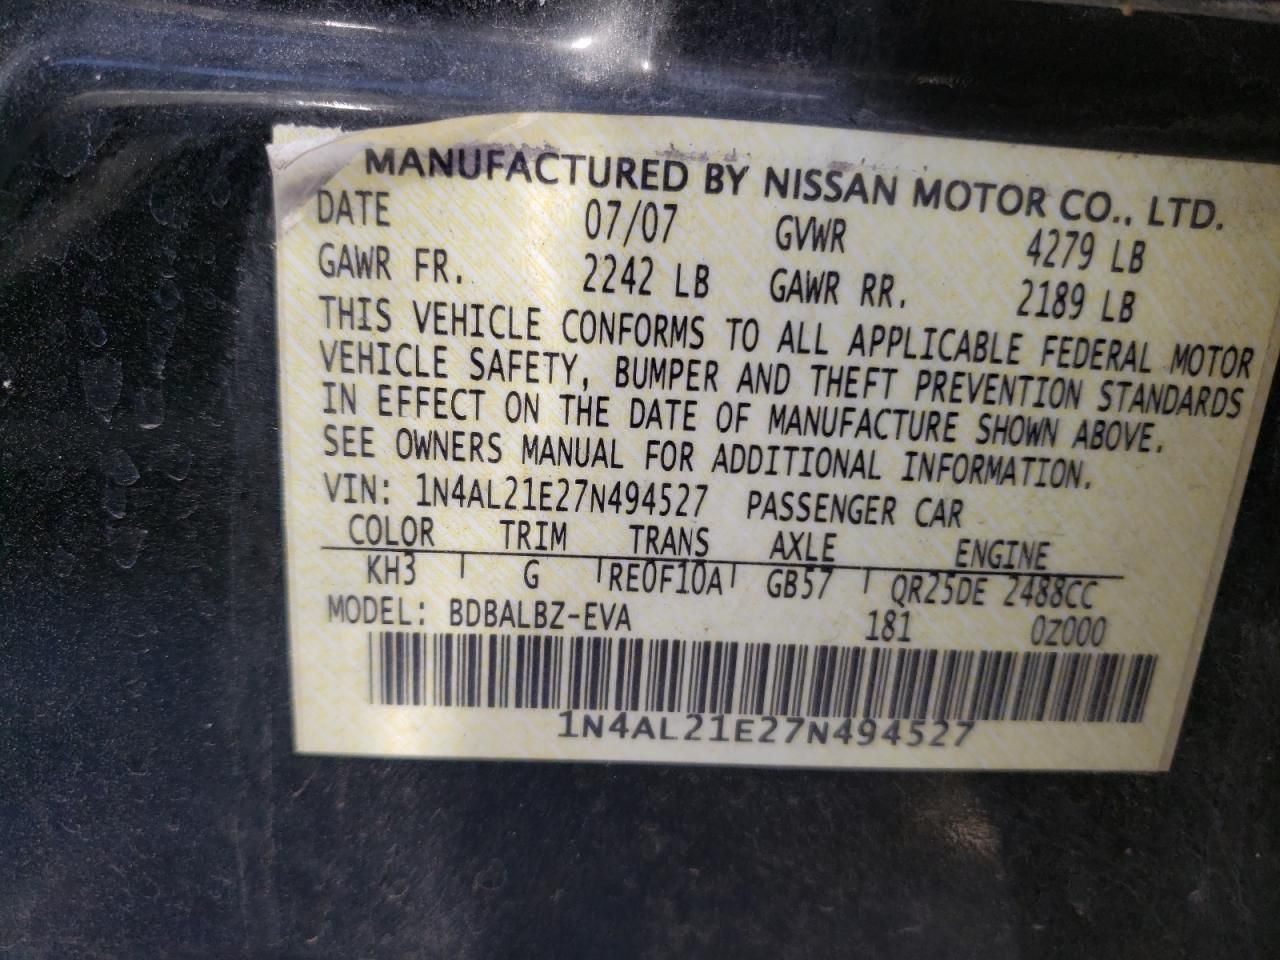 MANUFACTURED BY NISSAN MOTOR CO., LTD.
DATE 07/07 GVWR 4279 LB
GAWR FR. 2242 LB GAWR RR. 2189 LB
THIS VEHICLE CONFORMS TO ALL APPLICABLE FEDERAL MOTOR
VEHICLE SAFETY, BUMPER AND THEFT PREVENTION STANDARDS
IN EFFECT ON THE DATE OF MANUFACTURE SHOWN ABOVE.
SEE OWNERS MANUAL FOR ADDITIONAL INFORMATION.
VIN: 1N4AL21E27N494527 PASSENGER CAR
COLOR TRIM TRANS AXLE ENGINE
KH3 G RE0F10A GB57 QR25DE 2488CC
MODEL: BDBALBZ-EVA 181 0Z000
1N4AL21E27N494527